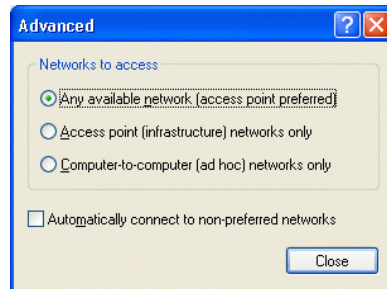 Advanced
Networks to access
Any available network (access point preferred)
Access point (infrastructure) networks only
Computer-to-computer (ad hoc) networks only
Automatically connect to non-preferred networks
Close